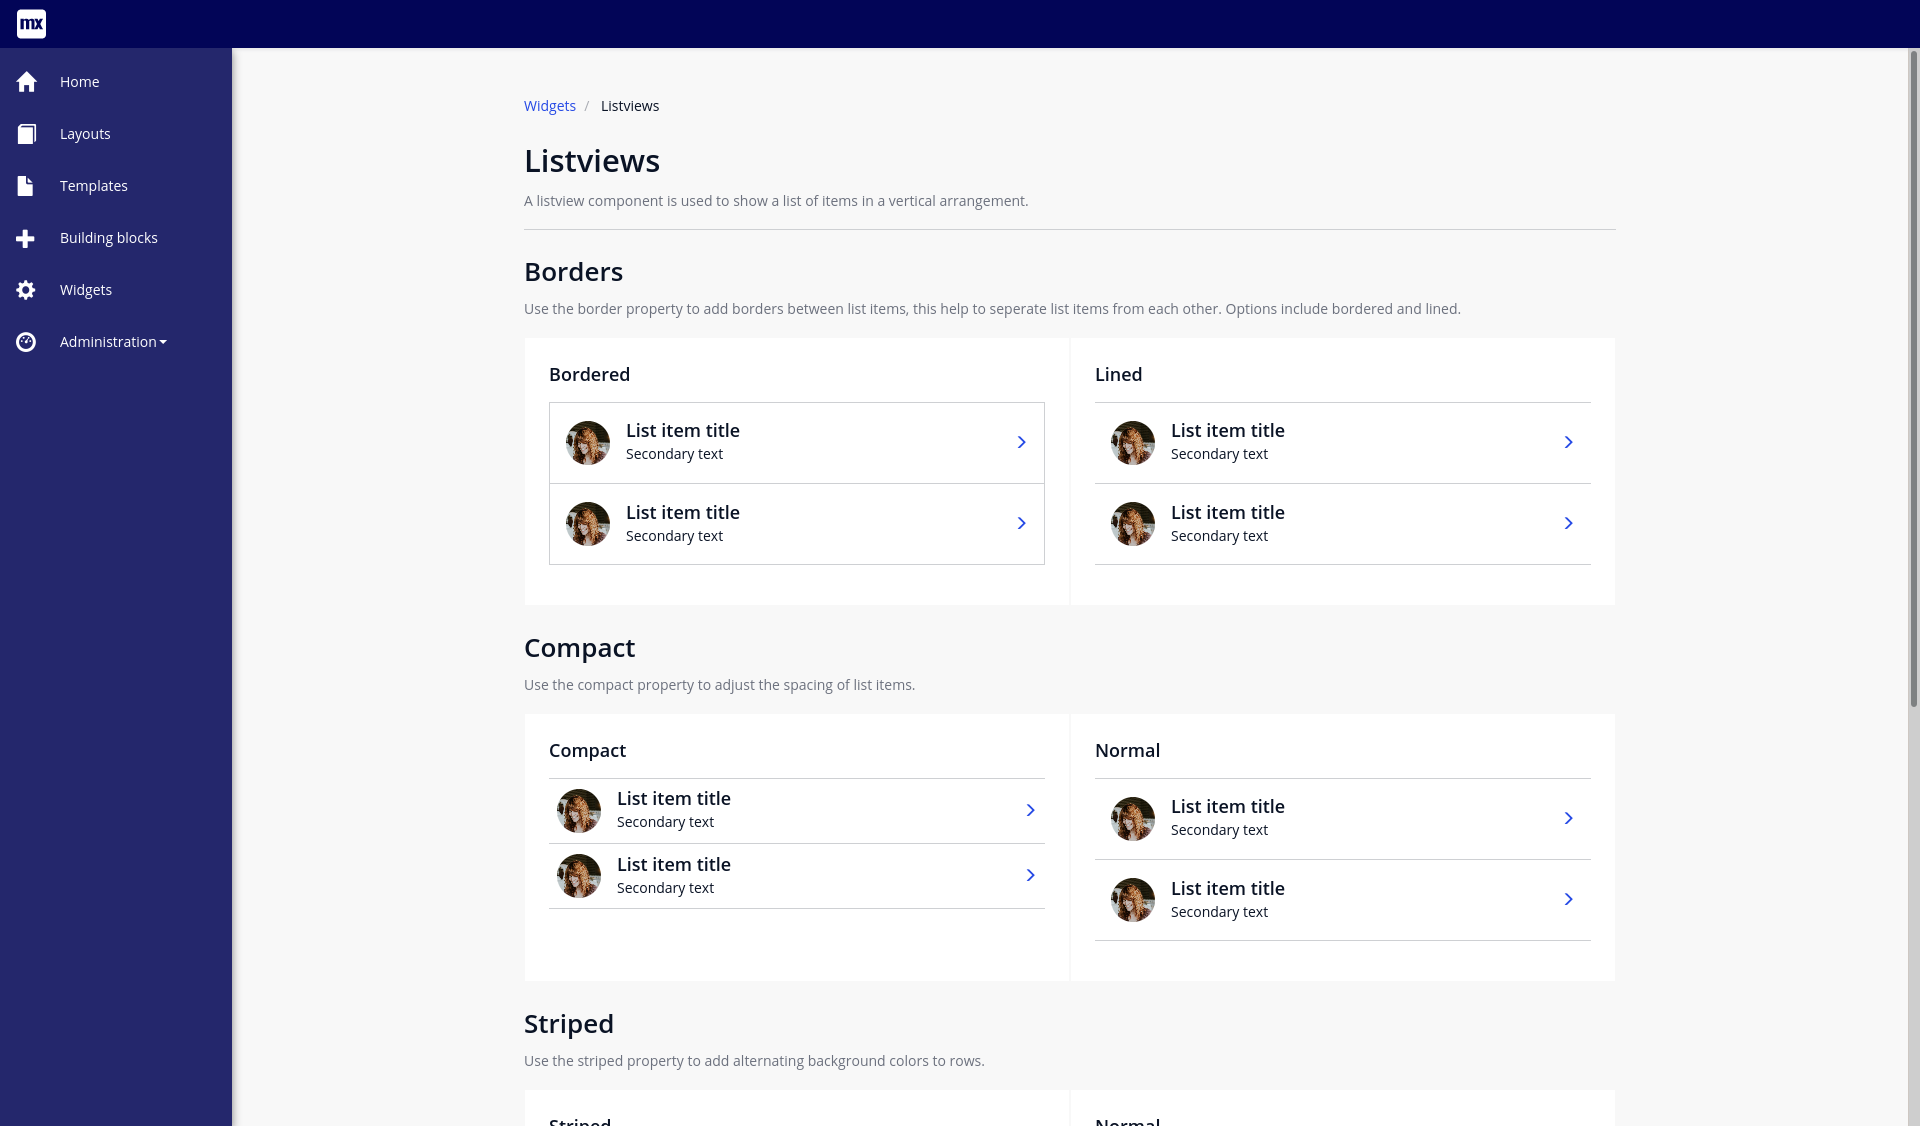 mx
Home
Layouts
Templates
Building blocks
Widgets
Administration
Widgets / Listviews
Listviews
A listview component is used to show a list of items in a vertical arrangement.
Borders
Use the border property to add borders between list items, this help to seperate list items from each other. Options include bordered and lined.
Bordered
List item title
Secondary text
List item title
Secondary text
Lined
List item title
Secondary text
List item title
Secondary text
Compact
Use the compact property to adjust the spacing of list items.
Compact
List item title
Secondary text
List item title
Secondary text
Normal
List item title
Secondary text
List item title
Secondary text
Striped
Use the striped property to add alternating background colors to rows.
Striped
Normal